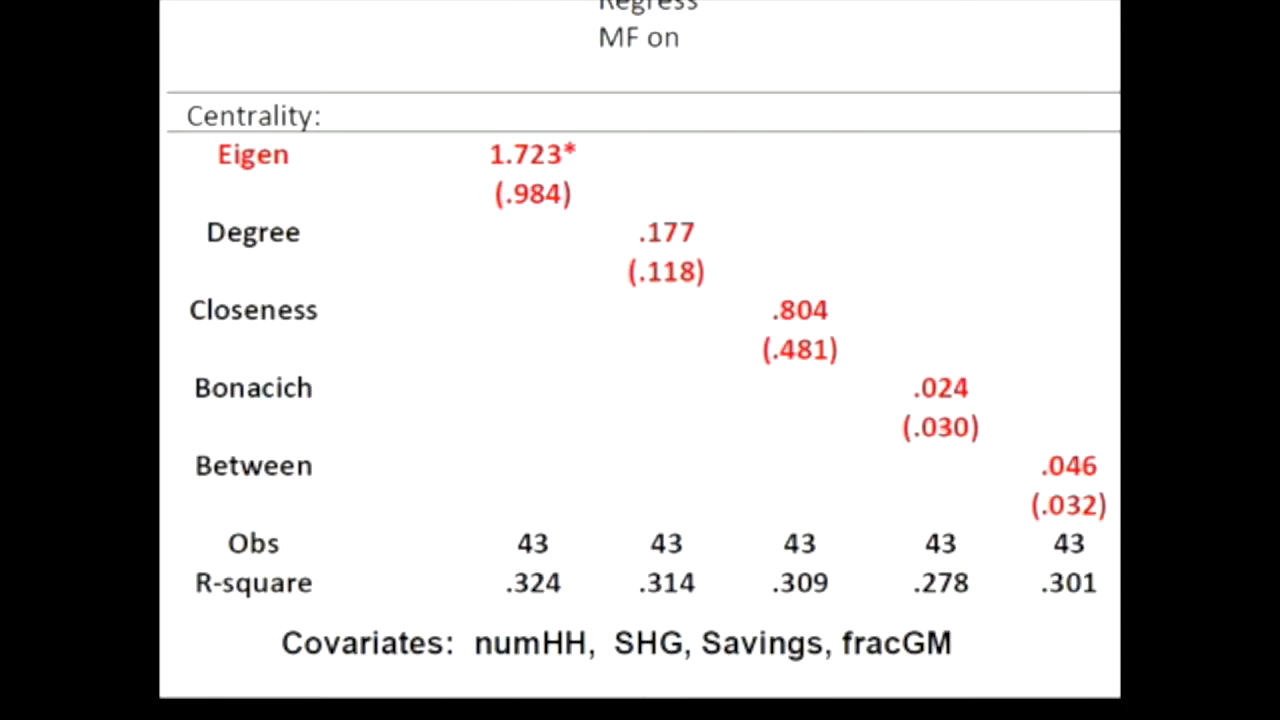 Regress
MF on
Centrality:
Eigen 1.723*
(.984)
Degree .177
(.118)
Closeness .804
(.481)
Bonacich .024
(.030)
Between .046
(.032)
Obs 43 43 43 43 43
R-square .324 .314 .309 .278 .301
Covariates: numHH, SHG, Savings, fracGM